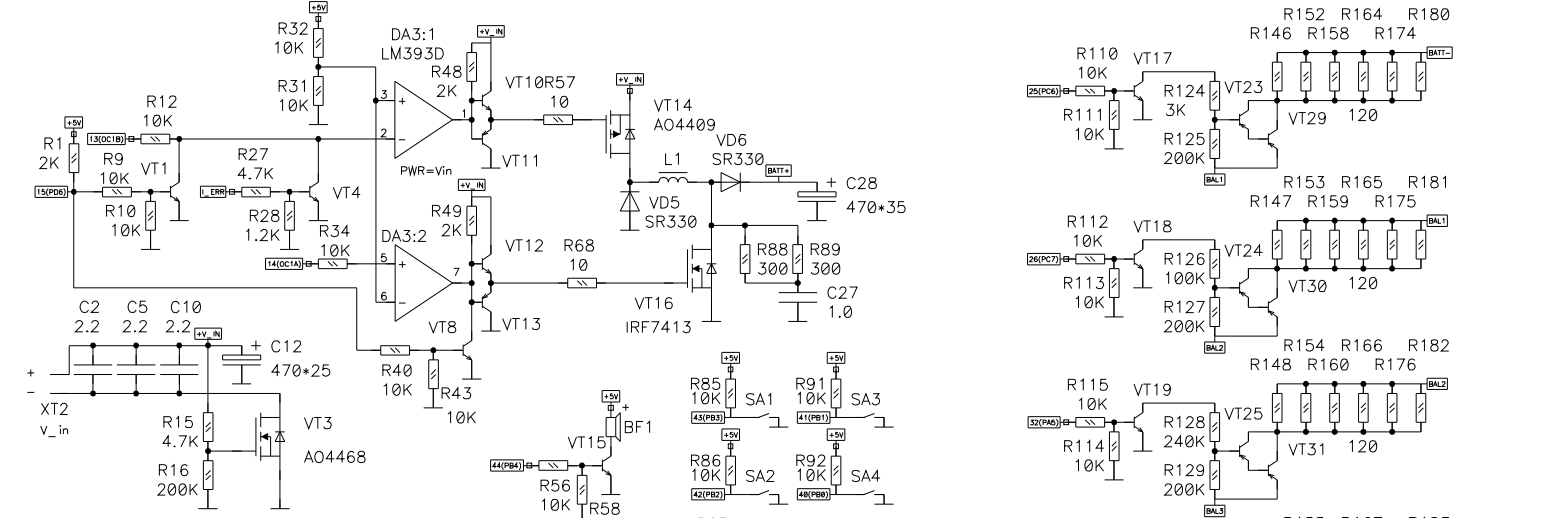 +5V
R32
10K
R31
10K
DA3:1
LM393D
+V_IN
R48
2K
VT10
R57
10
+V_IN
VT14
AO4409
3
+
1
2
−
VT11
PWR=Vin
R12
10K
13(OC1B)
+5V
R1
2K
15(PD6)
R9
10K
VT1
R10
10K
R27
4.7K
I_ERR
VT4
R28
1.2K
R34
10K
14(OC1A)
L1
VD6
SR330
BATT+
+
C28
470*35
VD5
SR330
+V_IN
R49
2K
DA3:2
5
+
7
6
−
VT12
VT13
R68
10
VT16
IRF7413
R88
300
R89
300
C27
1.0
C2
2.2
C5
2.2
C10
2.2
+V_IN
+
C12
470*25
+
−
XT2
V_in
R15
4.7K
R16
200K
VT3
AO4468
VT8
R40
10K
R43
10K
+5V
+
BF1
VT15
44(PB4)
R56
10K
R58
+5V
R85
10K
SA1
43(PB3)
+5V
R91
10K
SA3
41(PB1)
+5V
R86
10K
SA2
42(PB2)
+5V
R92
10K
SA4
40(PB0)
R152 R164 R180
R146 R158 R174
BATT−
R110
10K
VT17
25(PC6)
R111
10K
R124
3K
VT23
R125
200K
VT29
120
BAL1
R153 R165 R181
R147 R159 R175
BAL1
R112
10K
VT18
26(PC7)
R113
10K
R126
100K
VT24
R127
200K
VT30
120
BAL2
R154 R166 R182
R148 R160 R176
BAL2
R115
10K
VT19
32(PA5)
R114
10K
R128
240K
VT25
R129
200K
VT31
120
BAL3